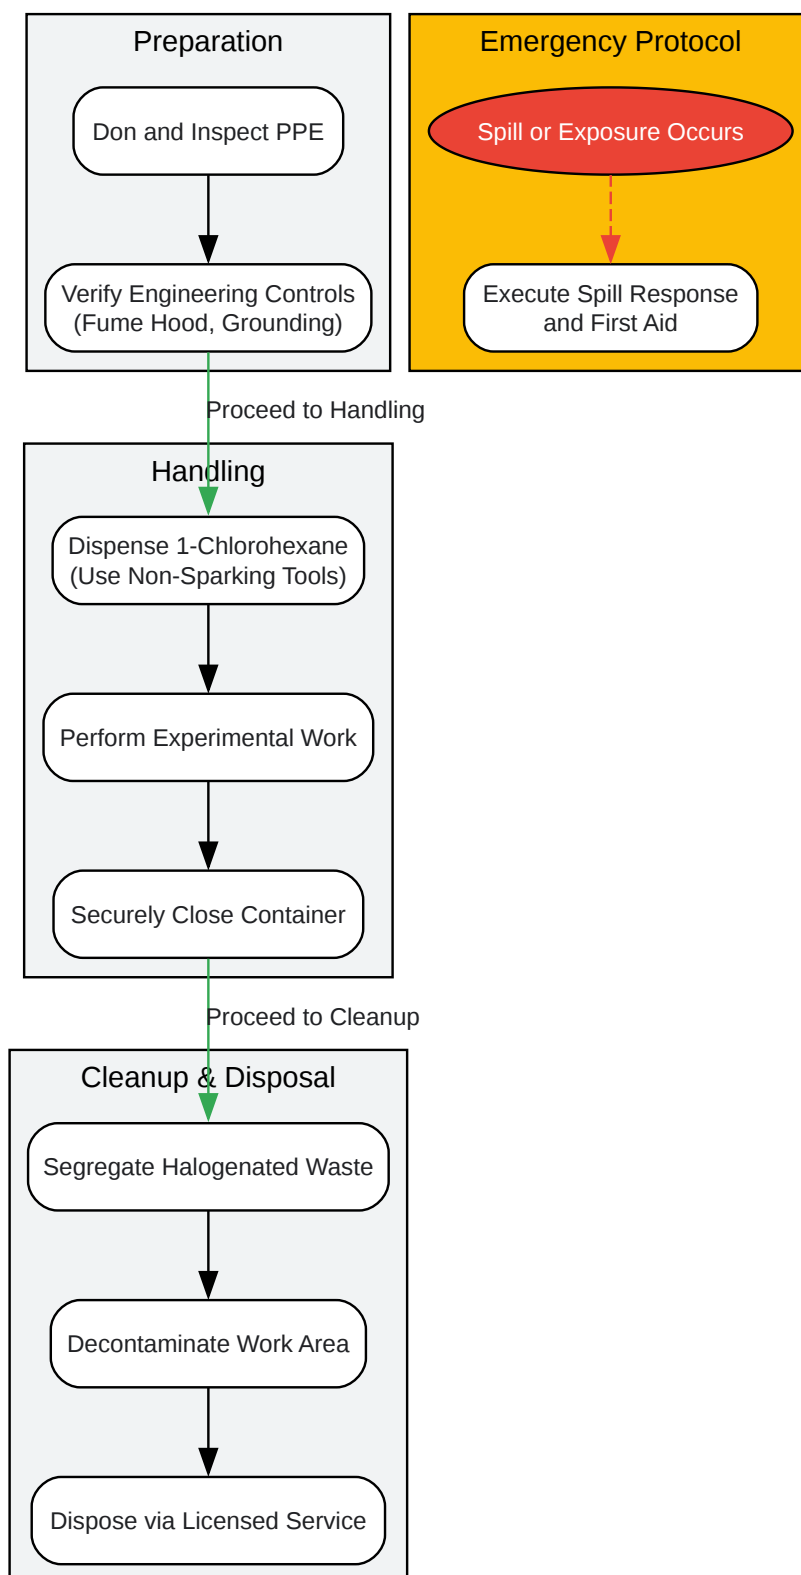 Preparation
Don and Inspect PPE
Verify Engineering Controls
(Fume Hood, Grounding)
Emergency Protocol
Spill or Exposure Occurs
Execute Spill Response
and First Aid
Proceed to Handling
Handling
Dispense 1-Chlorohexane
(Use Non-Sparking Tools)
Perform Experimental Work
Securely Close Container
Proceed to Cleanup
Cleanup & Disposal
Segregate Halogenated Waste
Decontaminate Work Area
Dispose via Licensed Service